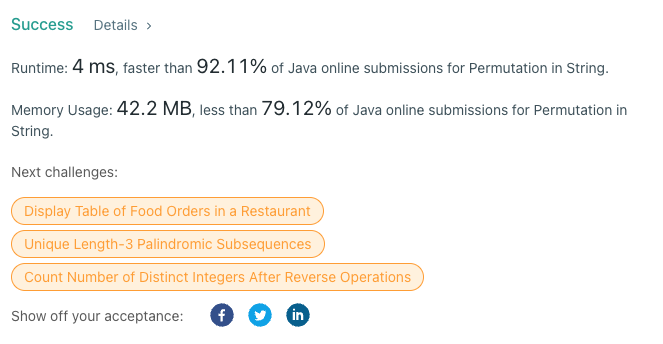 Success Details >
Runtime: 4 ms, faster than 92.11% of Java online submissions for Permutation in String.
Memory Usage: 42.2 MB, less than 79.12% of Java online submissions for Permutation in
String.
Next challenges:
Display Table of Food Orders in a Restaurant
Unique Length-3 Palindromic Subsequences
Count Number of Distinct Integers After Reverse Operations
Show off your acceptance: f in